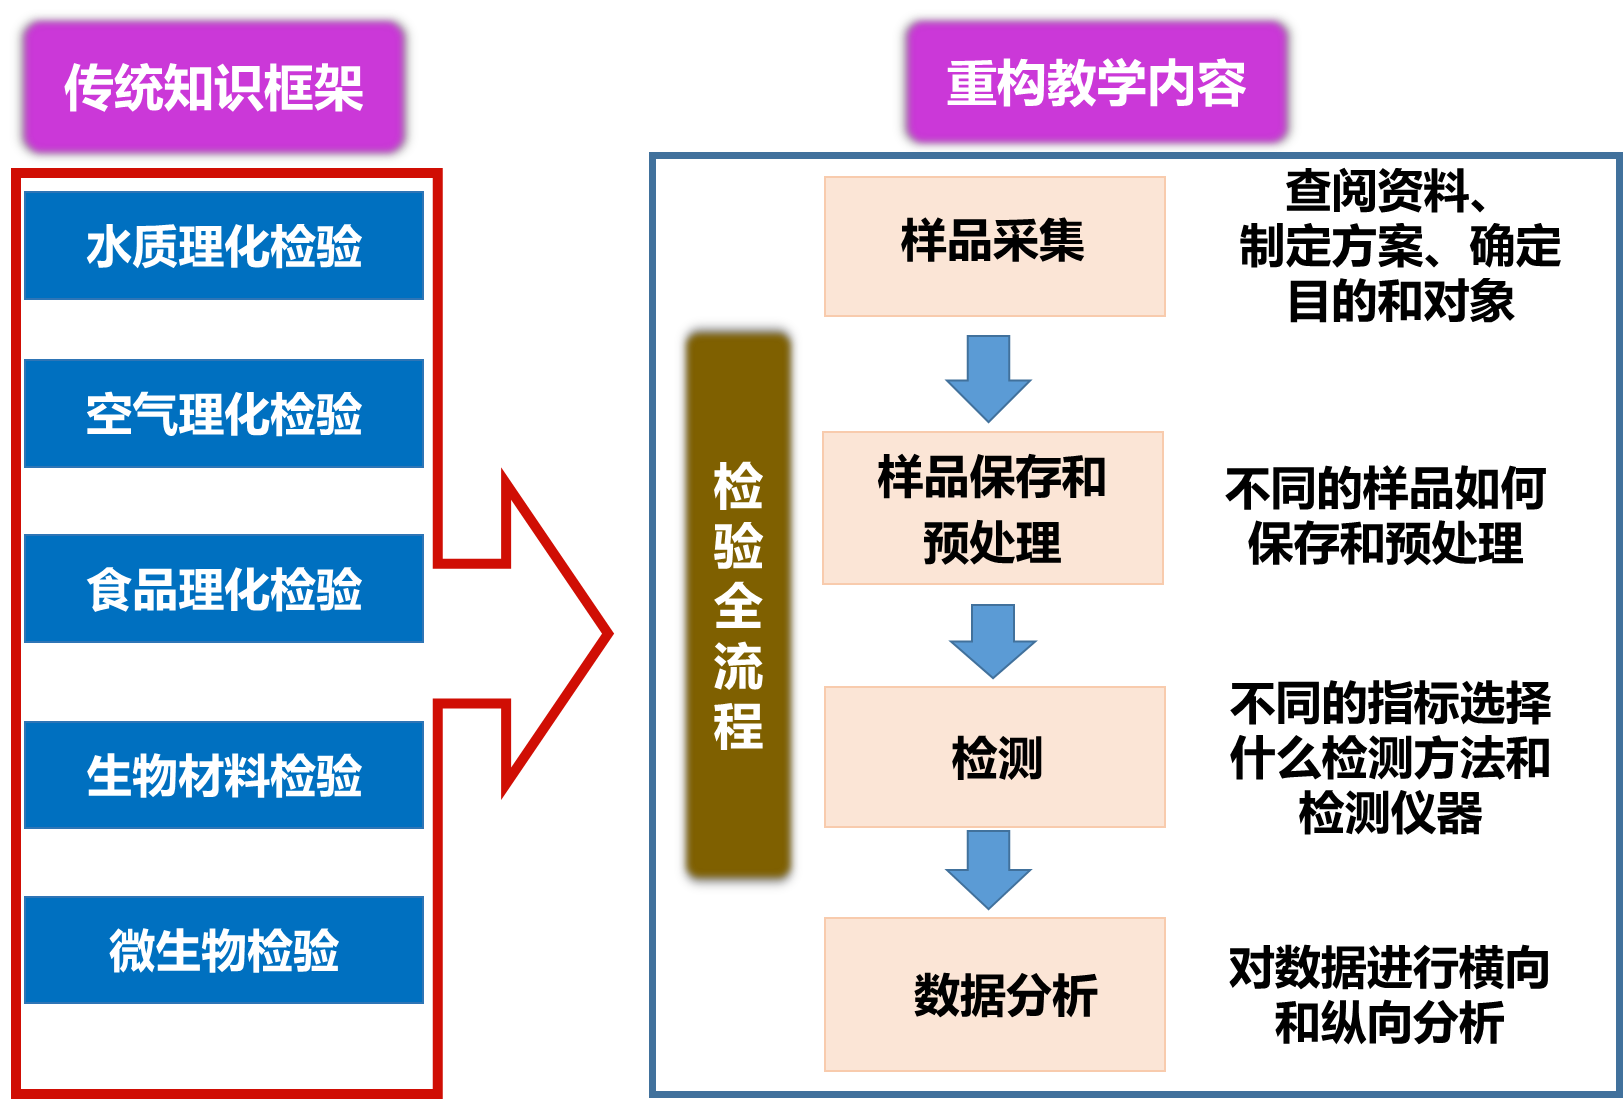 传统知识框架
水质理化检验
空气理化检验
食品理化检验
生物材料检验
微生物检验
重构教学内容
检验全流程
样品采集
查阅资料、
制定方案、确定
目的和对象
样品保存和
预处理
不同的样品如何
保存和预处理
检测
不同的指标选择
什么检测方法和
检测仪器
数据分析
对数据进行横向
和纵向分析